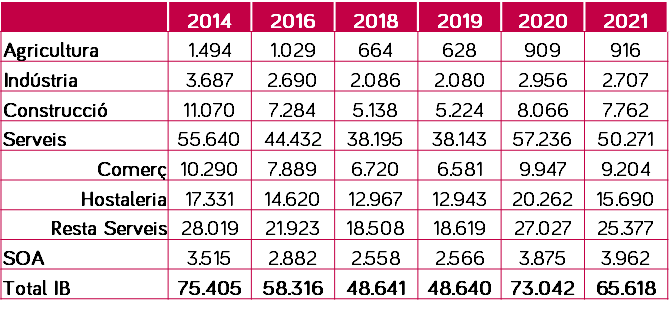 2014 2016 2018 2019 2020 2021
Agricultura 1.494 1.029 664 628 909 916
Indústria 3.687 2.690 2.086 2.080 2.956 2.707
Construcció 11.070 7.284 5.138 5.224 8.066 7.762
Serveis 55.640 44.432 38.195 38.143 57.236 50.271
Comerç 10.290 7.889 6.720 6.581 9.947 9.204
Hostaleria 17.331 14.620 12.967 12.943 20.262 15.690
Resta Serveis 28.019 21.923 18.508 18.619 27.027 25.377
SOA 3.515 2.882 2.558 2.566 3.875 3.962
Total IB 75.405 58.316 48.641 48.640 73.042 65.618